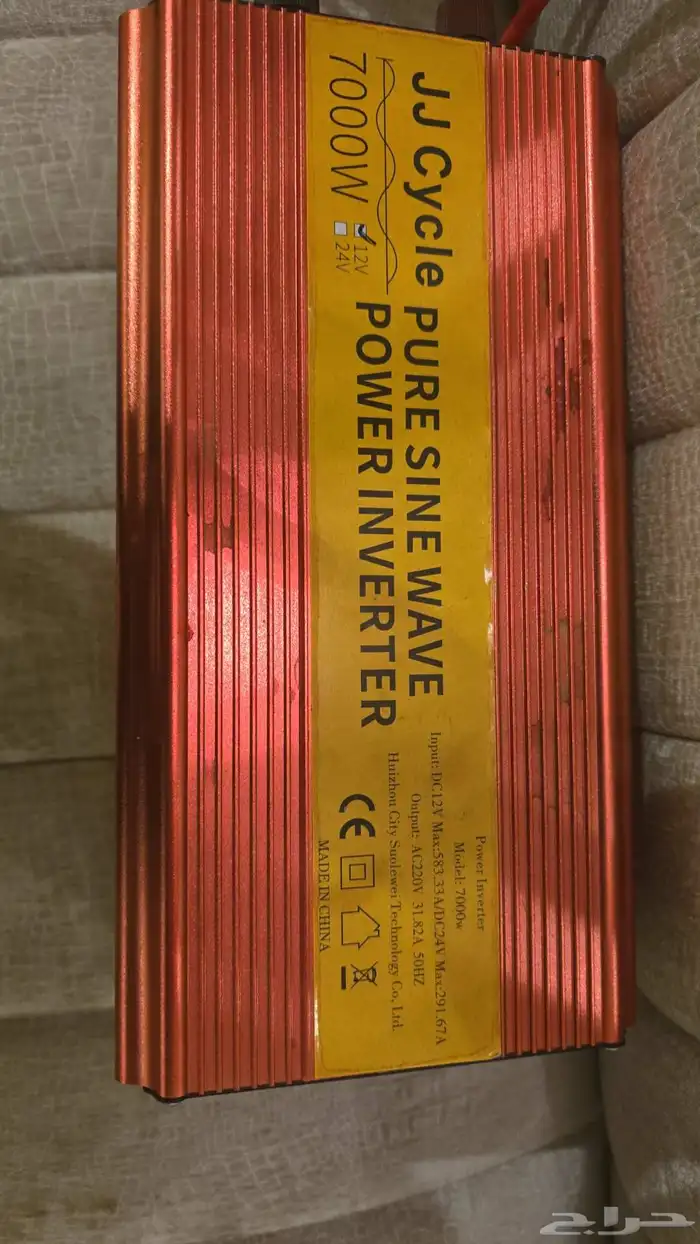 JJ Cycle PURE SINE WAVE
POWER INVERTER
7000W
12V
24V
Power Inverter
Model: 7000w
Input: DC12V Max:583.33A/DC24V Max:291.67A
Output: AC220V 31.82A 50HZ
Huizhou City Suolewei Technology Co, Ltd.
CE
MADE IN CHINA
حراج